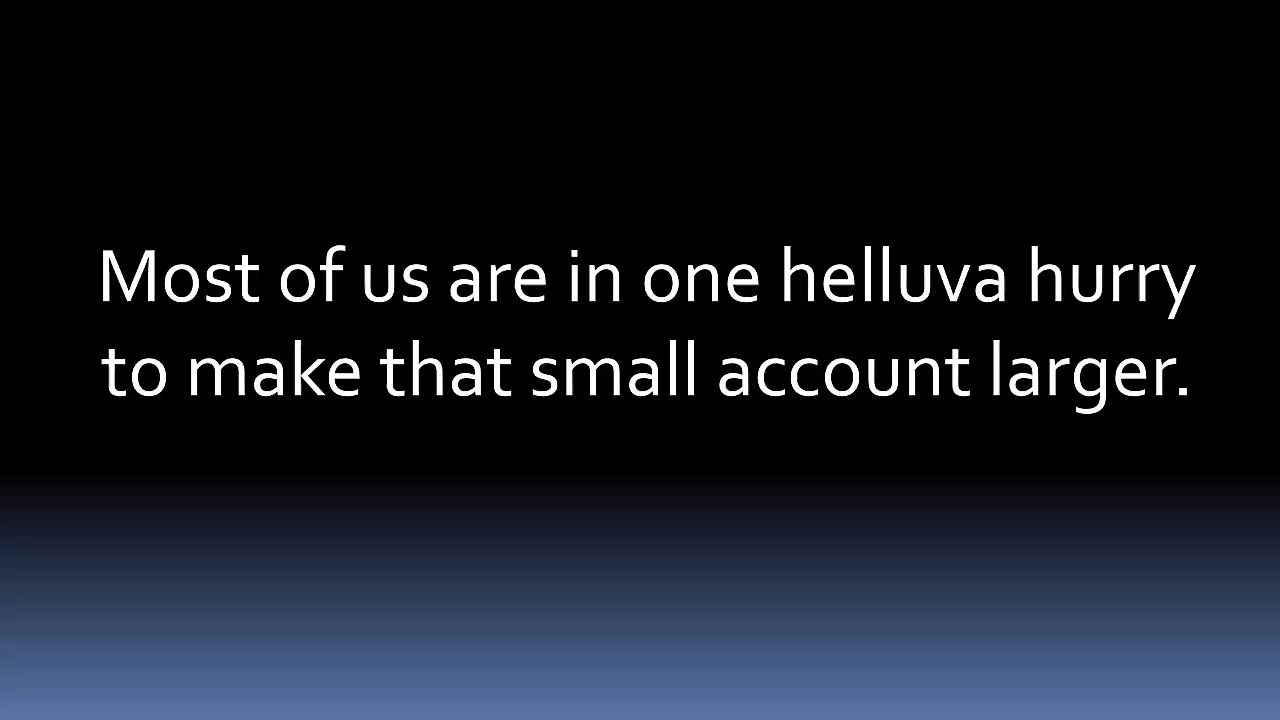 Most of us are in one helluva hurry
to make that small account larger.